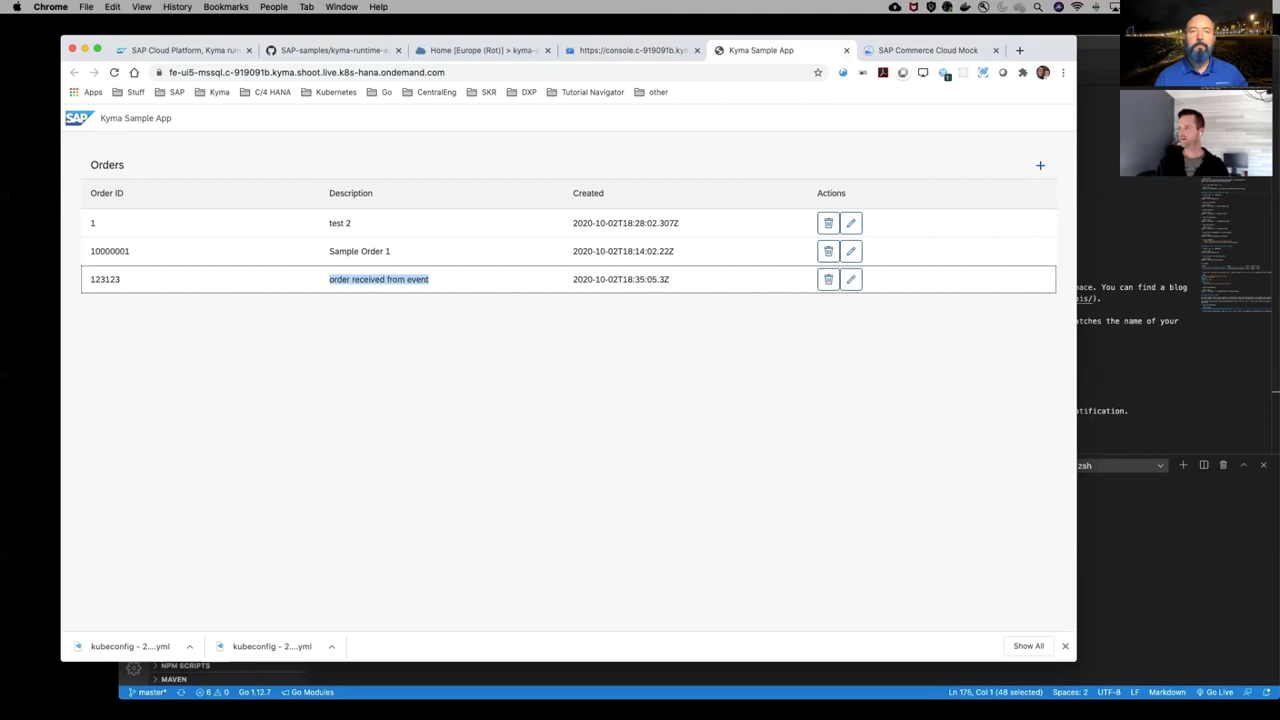 Chrome File Edit View History Bookmarks People Tab Window Help
SAP Cloud Platform, Kyma run
SAP-samples/kyma-runtime-e
Home [Europe (Rot)] > kyma-
https://console.c-919091b.ky
Kyma Sample App
SAP Commerce Cloud Mock
fe-ui5-mssql.c-919091b.kyma.shoot.live.k8s-hana.ondemand.com
Apps Stuff SAP Kyma C/4 HANA Kubernetes Go CentralEng SKR DXP Tutorial Navigator other
SAP Kyma Sample App
Orders
Order ID Description Created Actions
1 test 2 2020-10-02T18:28:02.307Z
10000001 Sample Order 1 2020-10-02T18:14:02.22Z
123123 order received from event 2020-10-02T18:35:05.3Z
pace. You can find a blog
ois/).
atches the name of your
otification.
zsh
kubeconfig - 2....yml
kubeconfig - 2....yml
Show All
NPM SCRIPTS
MAVEN
master* 6 0 Go 1.12.7 Go Modules Ln 175, Col 1 (48 selected) Spaces: 2 UTF-8 LF Markdown Go Live